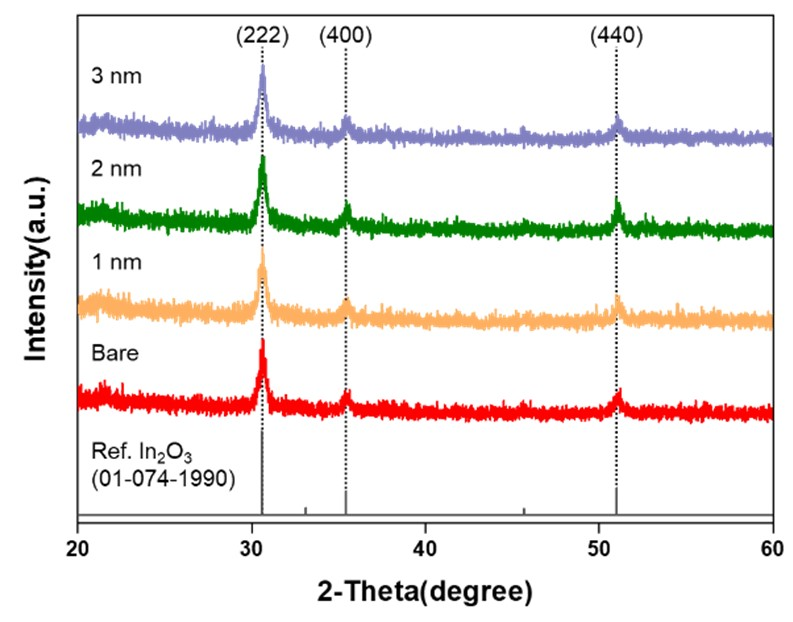 (222) (400) (440)
3 nm
2 nm
1 nm
Bare
Ref. In₂O₃
(01-074-1990)
Intensity(a.u.)
20 30 40 50 60
2-Theta(degree)